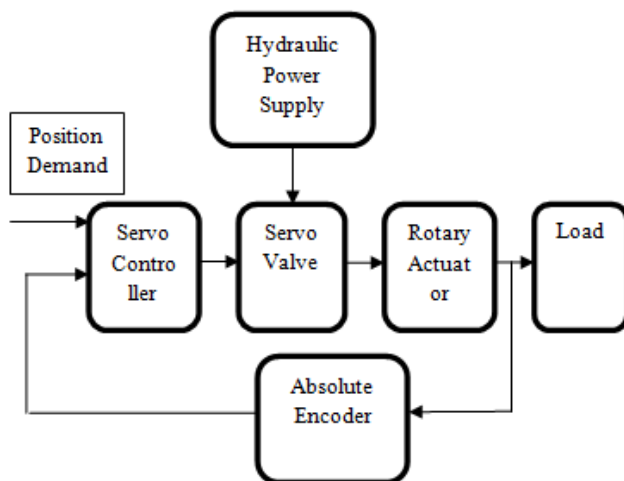 Hydraulic
Power
Supply
Position
Demand
Servo
Contro
ller
Servo
Valve
Rotary
Actuat
or
Load
Absolute
Encoder